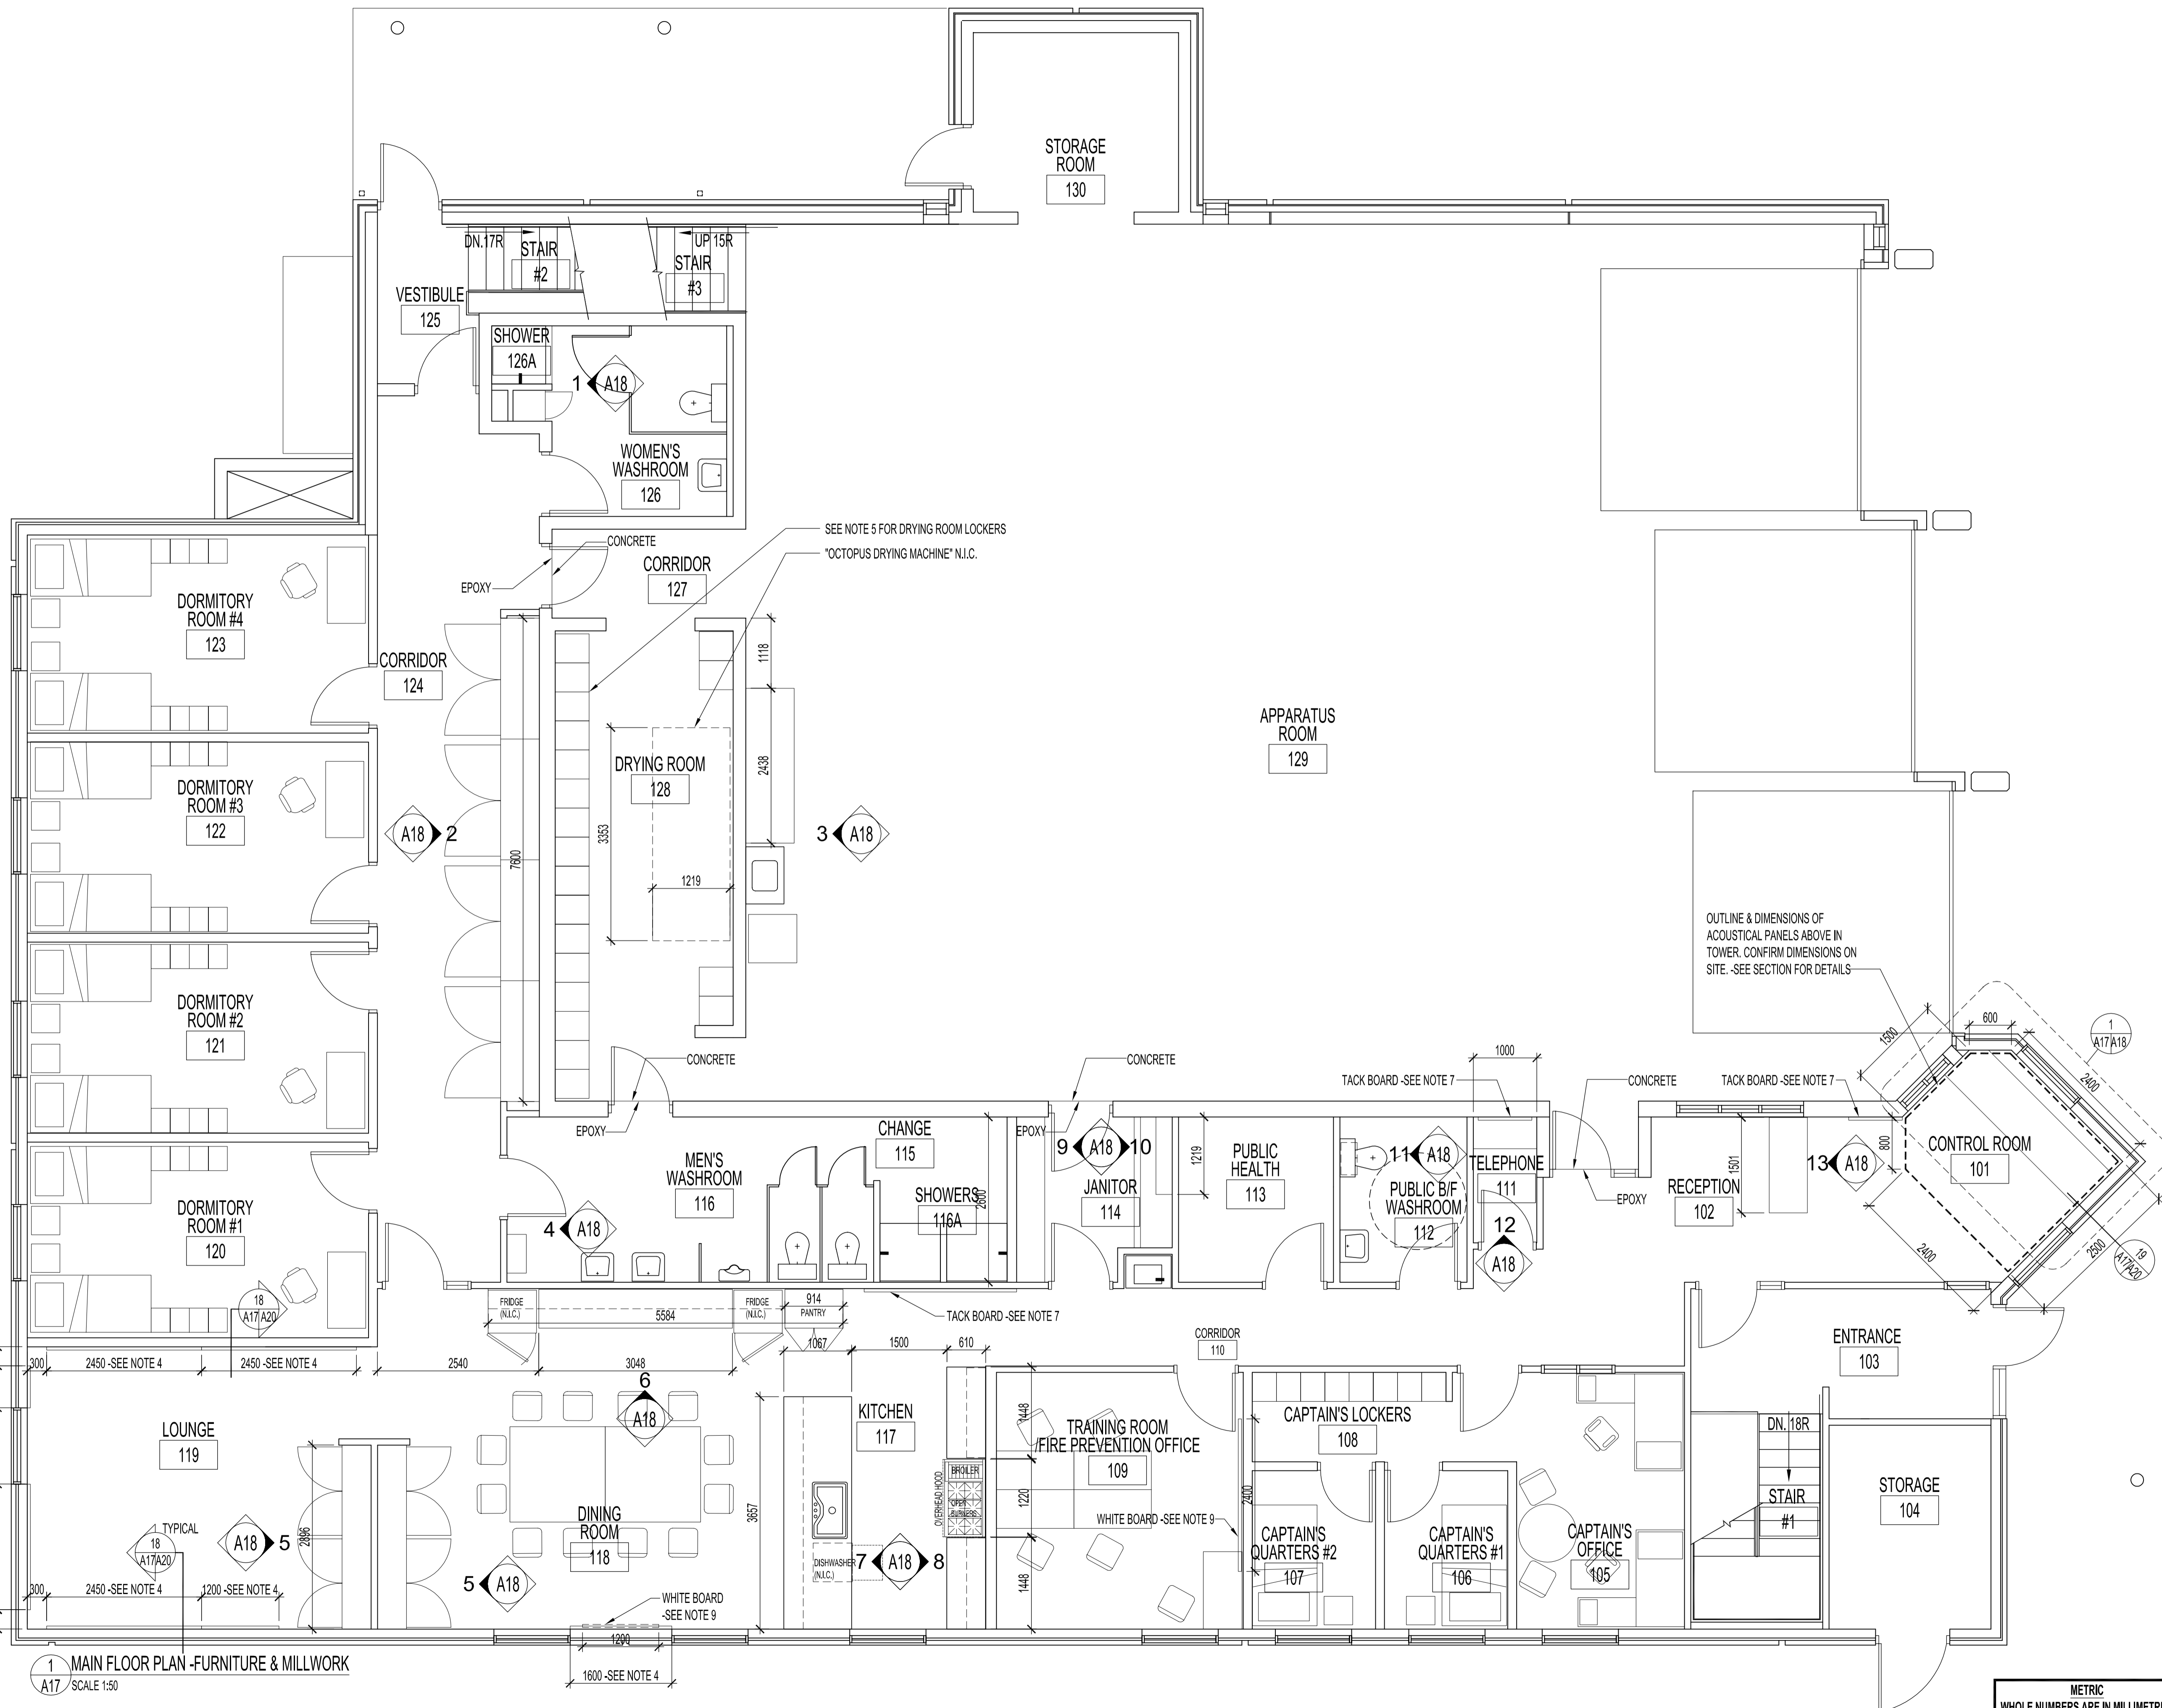 STORAGE
ROOM
130
DN.17R
STAIR
#2
UP 15R
STAIR
#3
VESTIBULE
125
SHOWER
126A
1
A18
WOMEN'S
WASHROOM
126
SEE NOTE 5 FOR DRYING ROOM LOCKERS
"OCTOPUS DRYING MACHINE" N.I.C.
CONCRETE
EPOXY
CORRIDOR
127
DORMITORY
ROOM #4
123
CORRIDOR
124
1118
2438
APPARATUS
ROOM
129
DRYING ROOM
128
DORMITORY
ROOM #3
122
A18
2
7600
3353
1219
3
A18
OUTLINE & DIMENSIONS OF
ACOUSTICAL PANELS ABOVE IN
TOWER. CONFIRM DIMENSIONS ON
SITE. -SEE SECTION FOR DETAILS
DORMITORY
ROOM #2
121
CONCRETE
EPOXY
CONCRETE
EPOXY
1000
TACK BOARD -SEE NOTE 7
CONCRETE
EPOXY
TACK BOARD -SEE NOTE 7
1500
600
1
A17 A18
2400
CHANGE
115
MEN'S
WASHROOM
116
SHOWERS
116A
2600
9
A18
10
JANITOR
114
1219
PUBLIC
HEALTH
113
11
A18
PUBLIC B/F
WASHROOM
112
TELEPHONE
111
12
A18
RECEPTION
102
1501
13
A18
800
CONTROL ROOM
101
2400
2500
19
A17 A20
DORMITORY
ROOM #1
120
4
A18
18
A17 A20
FRIDGE
(N.I.C.)
5584
FRIDGE
(N.I.C.)
914
PANTRY
TACK BOARD -SEE NOTE 7
CORRIDOR
110
ENTRANCE
103
300
2450 -SEE NOTE 4
2450 -SEE NOTE 4
2540
3048
1067
1500
610
6
A18
LOUNGE
119
KITCHEN
117
1448
TRAINING ROOM
/FIRE PREVENTION OFFICE
109
CAPTAIN'S LOCKERS
108
DN. 18R
STAIR
#1
STORAGE
104
BROILER
OPEN
BURNERS
OVERHEAD HOOD
1220
2400
WHITE BOARD -SEE NOTE 9
DINING
ROOM
118
3657
2896
TYPICAL
18
A17 A20
A18
5
5
A18
DISHWASHER
(N.I.C.)
7
A18
8
1448
CAPTAIN'S
QUARTERS #2
107
CAPTAIN'S
QUARTERS #1
106
CAPTAIN'S
OFFICE
105
300
2450 -SEE NOTE 4
1200 -SEE NOTE 4
WHITE BOARD
-SEE NOTE 9
1200
1600 -SEE NOTE 4
1
A17
MAIN FLOOR PLAN -FURNITURE & MILLWORK
SCALE 1:50
METRIC
WHOLE NUMBERS ARE IN